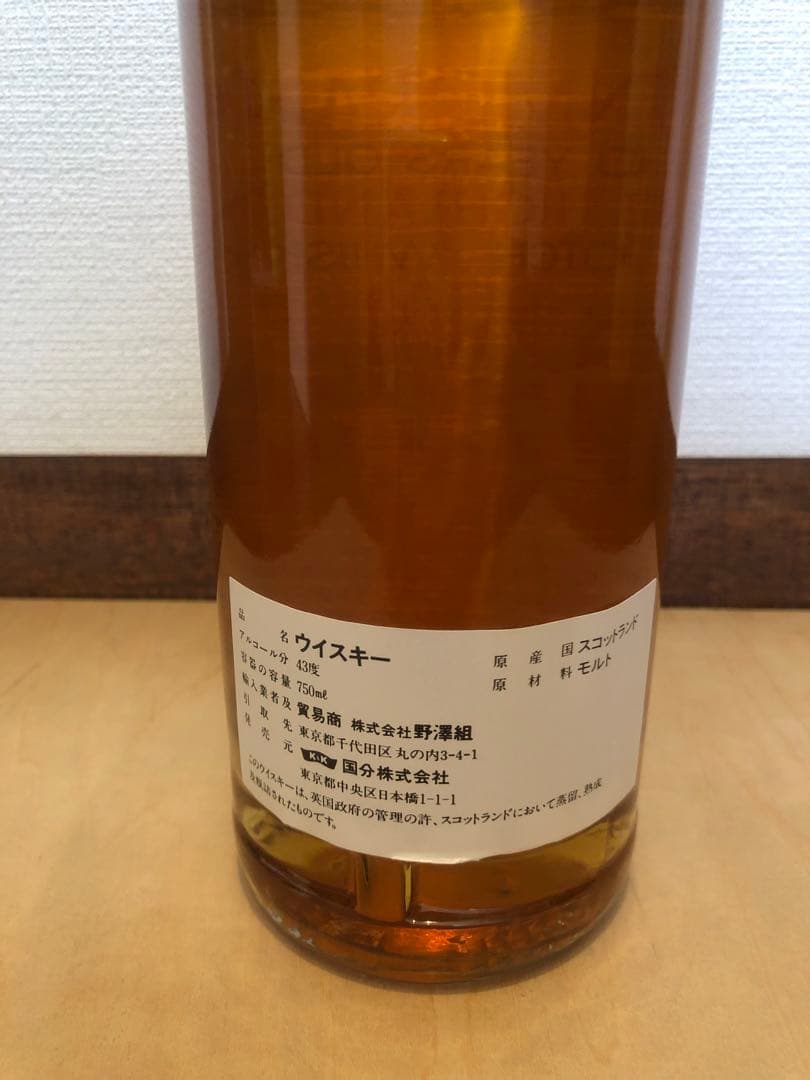 品名 ウイスキー
アルコール分 43度
容器の容量 750mℓ
輸入業者及引取先 貿易商 株式会社 野澤組
東京都千代田区丸の内3-4-1
発売元 K&K 国分株式会社
東京都中央区日本橋1-1-1
原産国 スコットランド
原材料 モルト
このウイスキーは、英国政府の管理の許、スコットランドにおいて蒸留、熟成
及瓶詰されたものです。